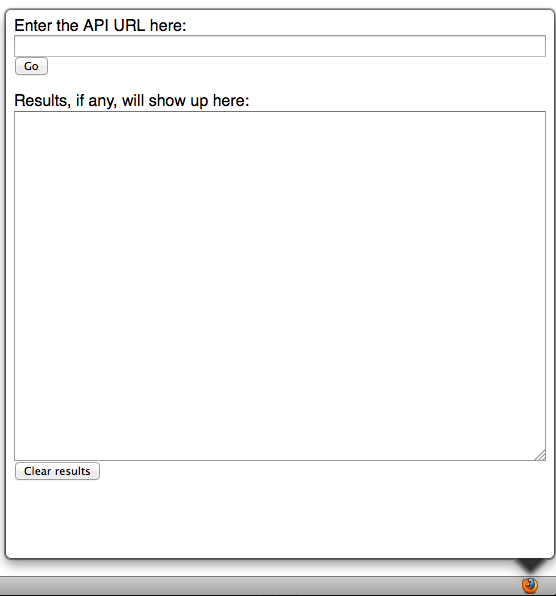 Enter the API URL here:
Go
Results, if any, will show up here:
Clear results